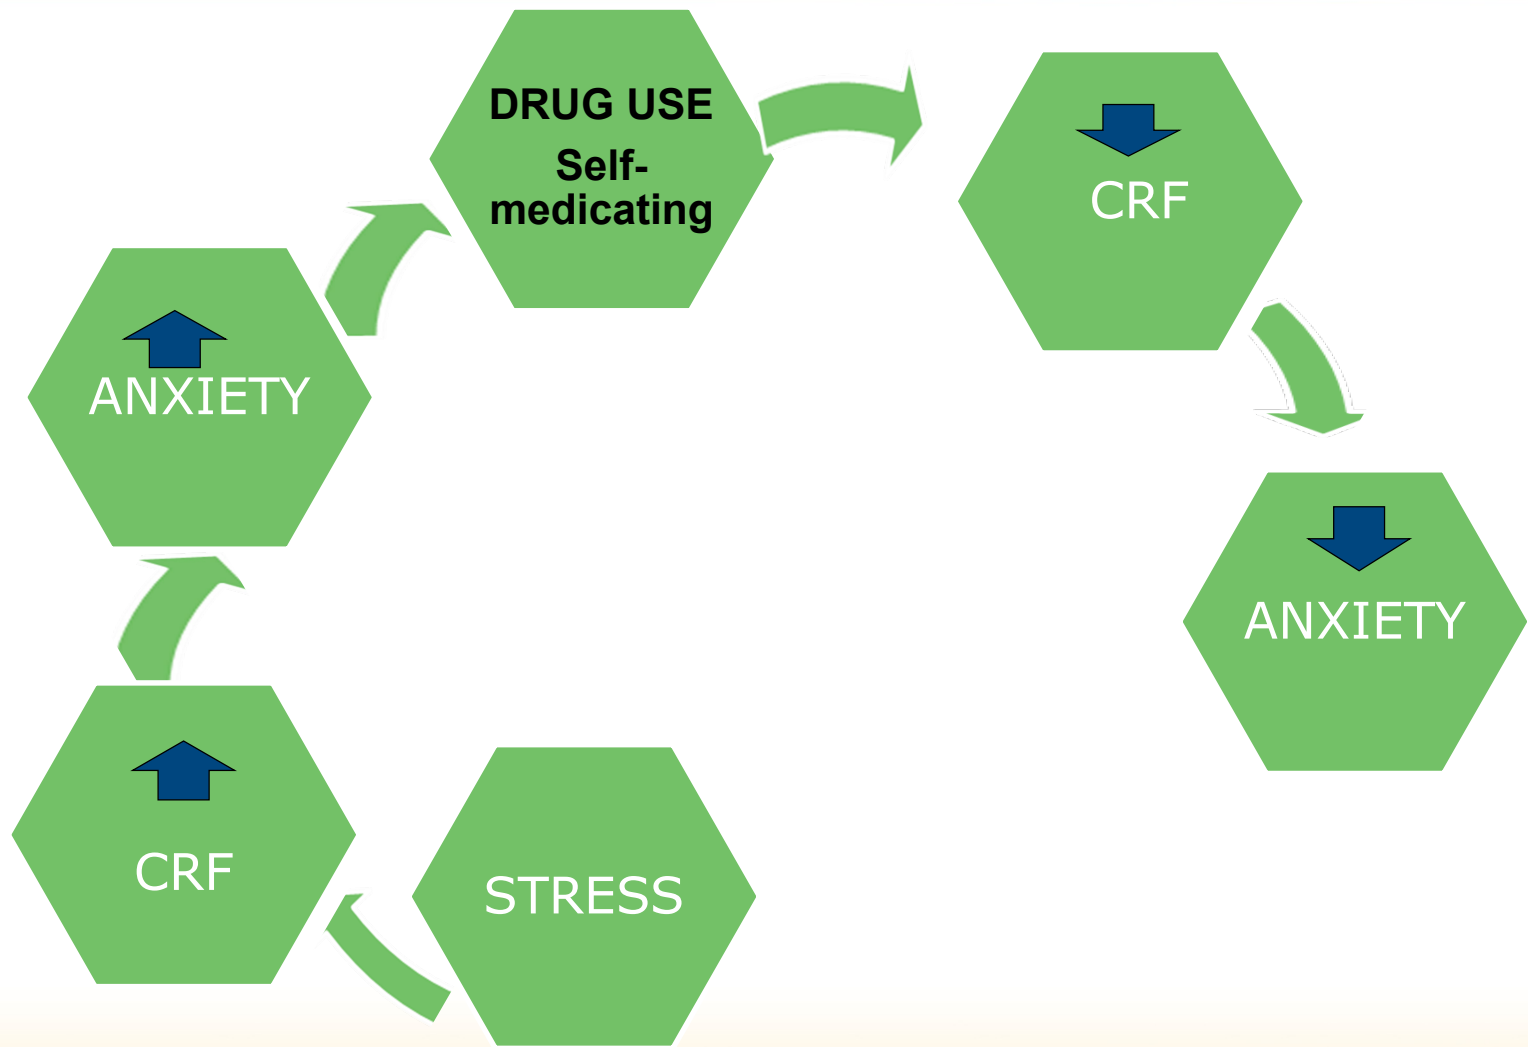 DRUG USE
Self-
medicating
CRF
ANXIETY
ANXIETY
CRF
STRESS